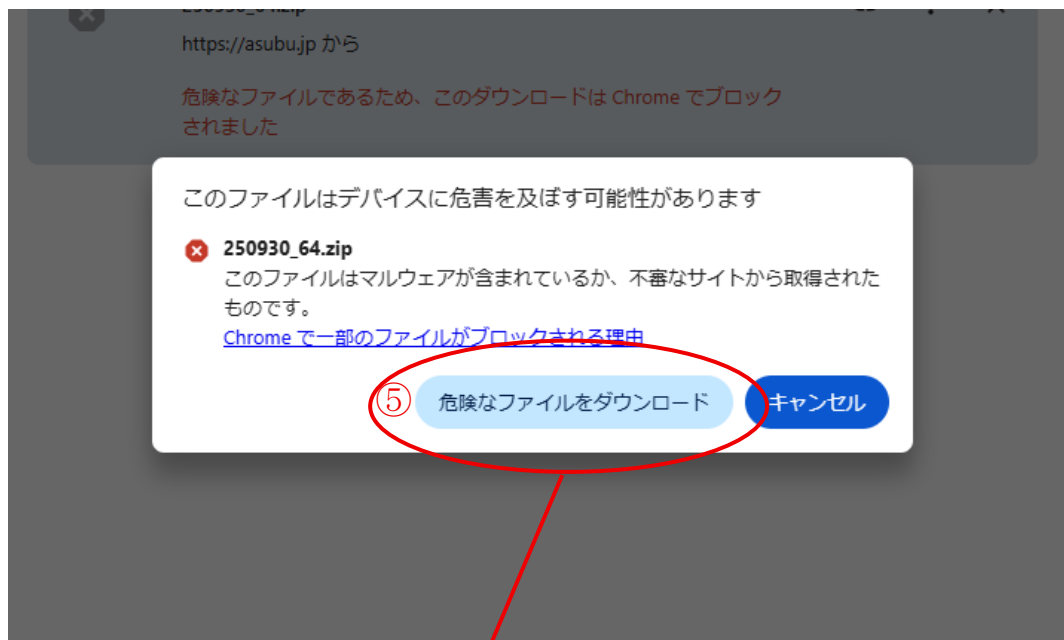 https://asubu.jp から
危険なファイルであるため、このダウンロードは Chrome でブロック
されました
このファイルはデバイスに危害を及ぼす可能性があります
250930_64.zip
このファイルはマルウェアが含まれているか、不審なサイトから取得された
ものです。
Chrome で一部のファイルがブロックされる理由
⑤ 危険なファイルをダウンロード キャンセル